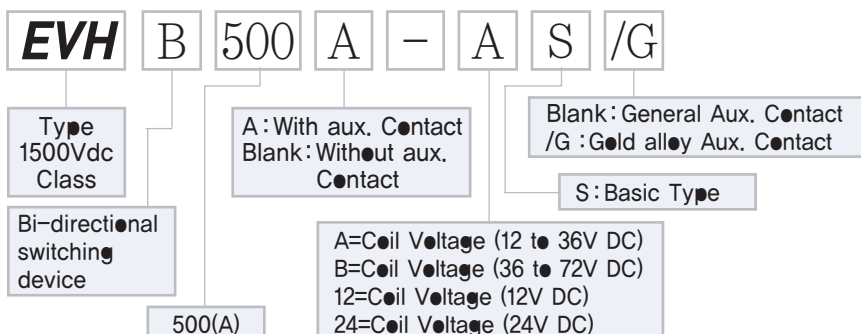 EVH B 500 A - A S /G
Type
1500Vdc
Class
Bi-directional
switching
device
500(A)
A : With aux. Contact
Blank : Without aux.
Contact
A=Coil Voltage (12 to 36V DC)
B=Coil Voltage (36 to 72V DC)
12=Coil Voltage (12V DC)
24=Coil Voltage (24V DC)
S : Basic Type
Blank : General Aux. Contact
/G : Gold alloy Aux. Contact